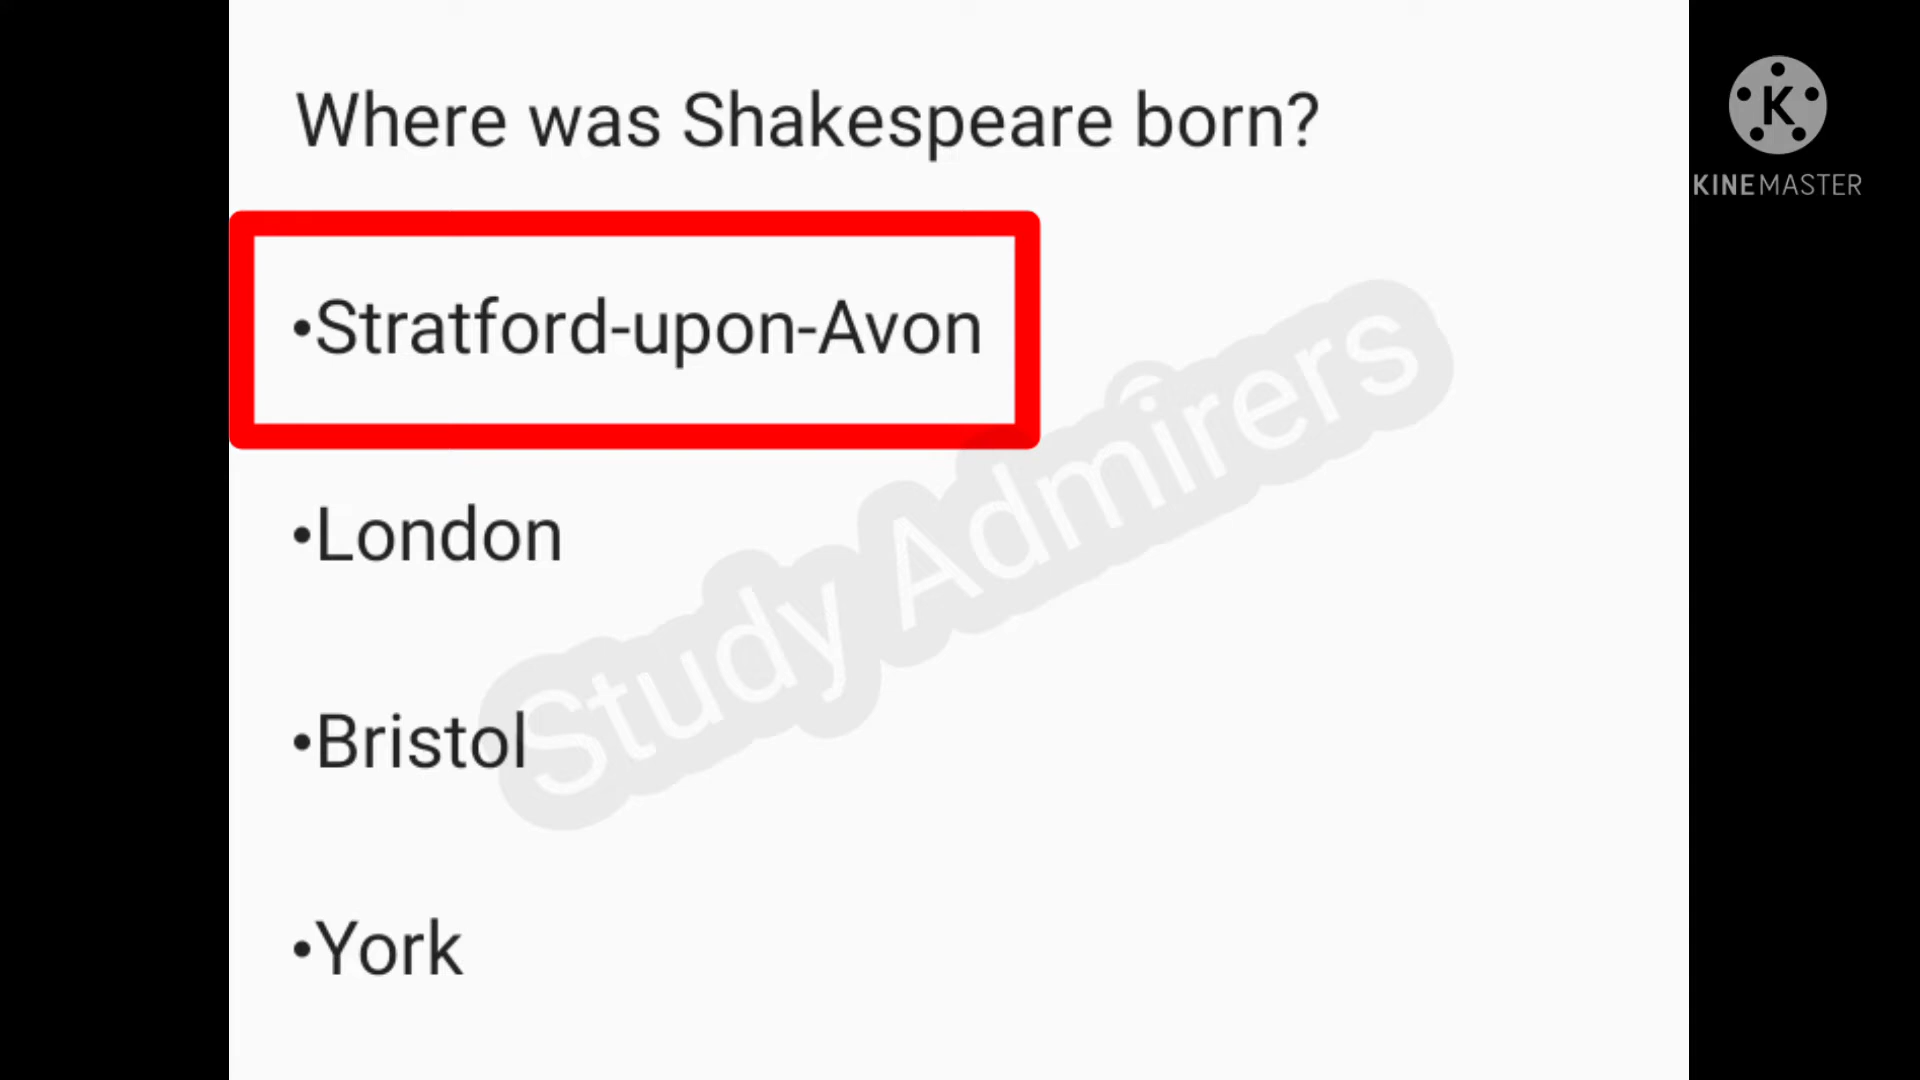 Where was Shakespeare born?
K
KINEMASTER
•Stratford-upon-Avon
•London
•Bristol
•York
Study Admirers